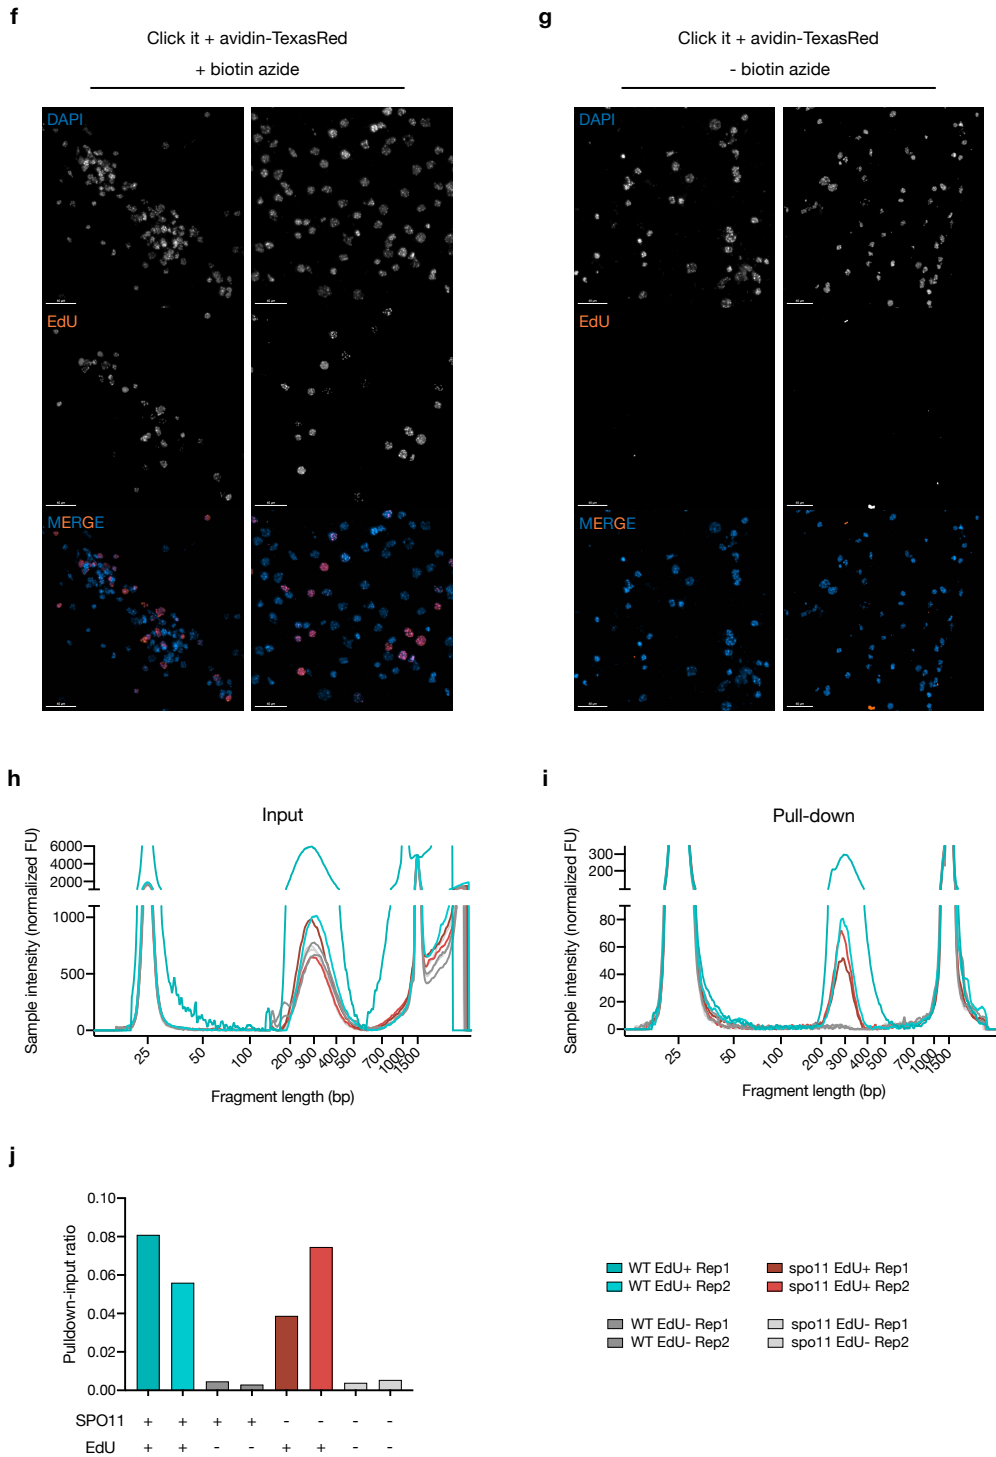 f
Click it + avidin-TexasRed
+ biotin azide
DAPI
EdU
MERGE
g
Click it + avidin-TexasRed
- biotin azide
DAPI
EdU
MERGE
h
Input
Sample intensity (normalized FU)
6000
4000
2000
1000
500
0
25 50 100 200 300 400 500 700 1000 1500
Fragment length (bp)
i
Pull-down
Sample intensity (normalized FU)
300
200
80
60
40
20
0
25 50 100 200 300 400 500 700 1000 1500
Fragment length (bp)
j
Pulldown-input ratio
0.10
0.08
0.06
0.04
0.02
0.00
SPO11 + + + + - - - -
EdU + + - - + + - -
WT EdU+ Rep1
WT EdU+ Rep2
WT EdU- Rep1
WT EdU- Rep2
spo11 EdU+ Rep1
spo11 EdU+ Rep2
spo11 EdU- Rep1
spo11 EdU- Rep2